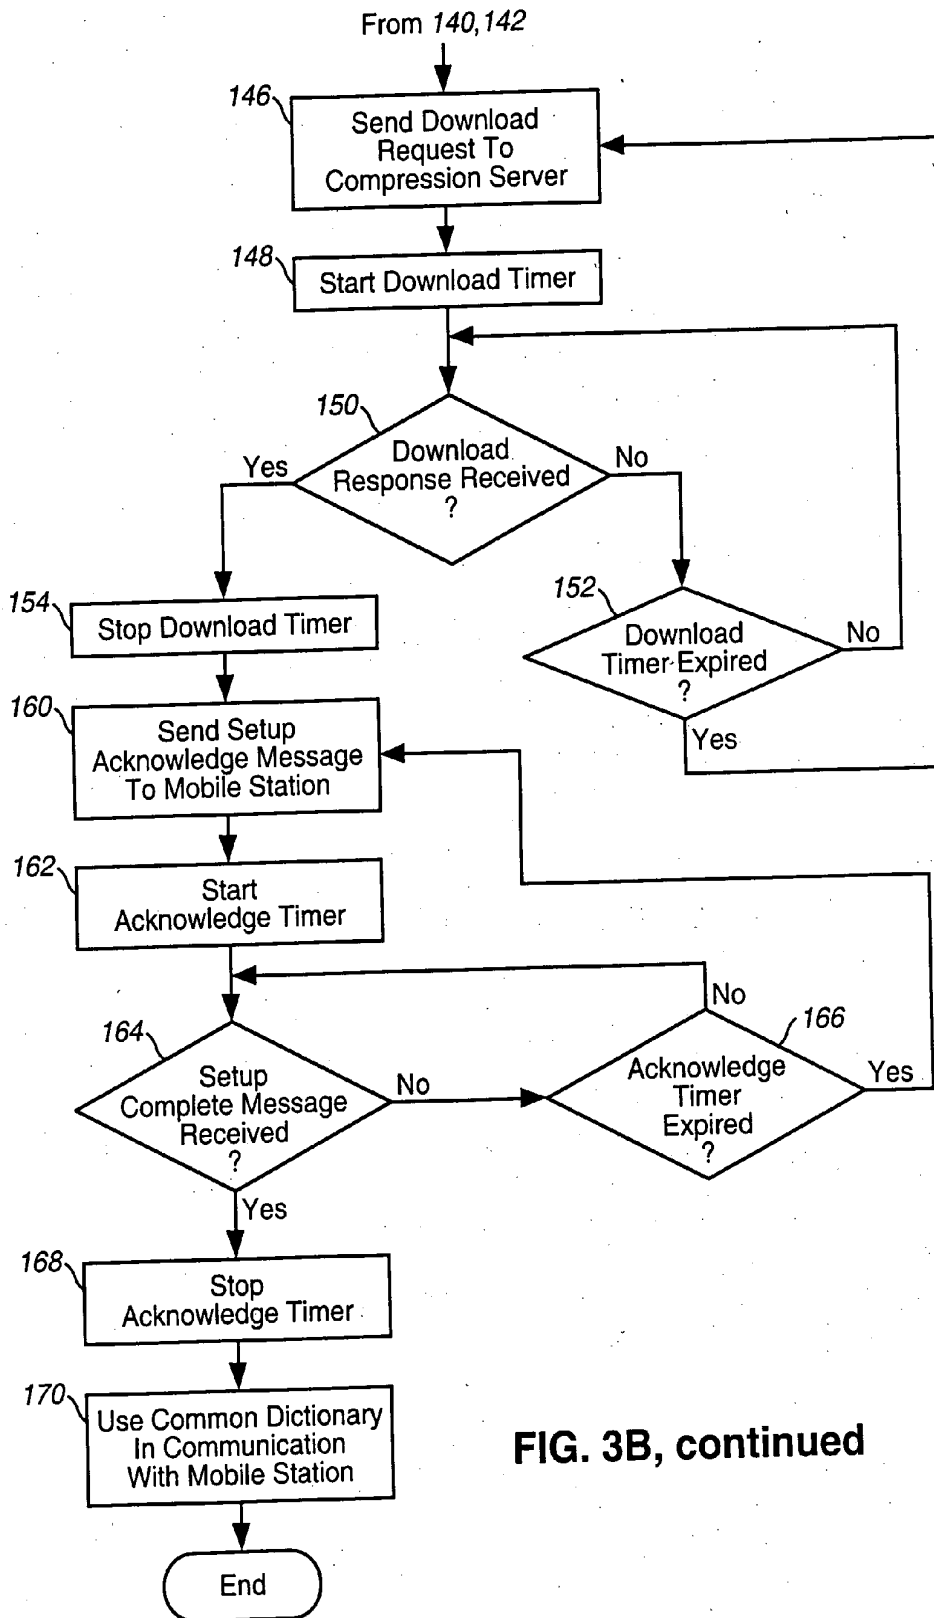 From 140, 142
146
Send Download
Request To
Compression Server
148
Start Download Timer
150
Download
Response Received
?
Yes
No
152
Download
Timer Expired
?
No
Yes
154
Stop Download Timer
160
Send Setup
Acknowledge Message
To Mobile Station
162
Start
Acknowledge Timer
164
Setup
Complete Message
Received
?
No
Yes
166
Acknowledge
Timer
Expired
?
No
Yes
168
Stop
Acknowledge Timer
170
Use Common Dictionary
In Communication
With Mobile Station
End
FIG. 3B, continued